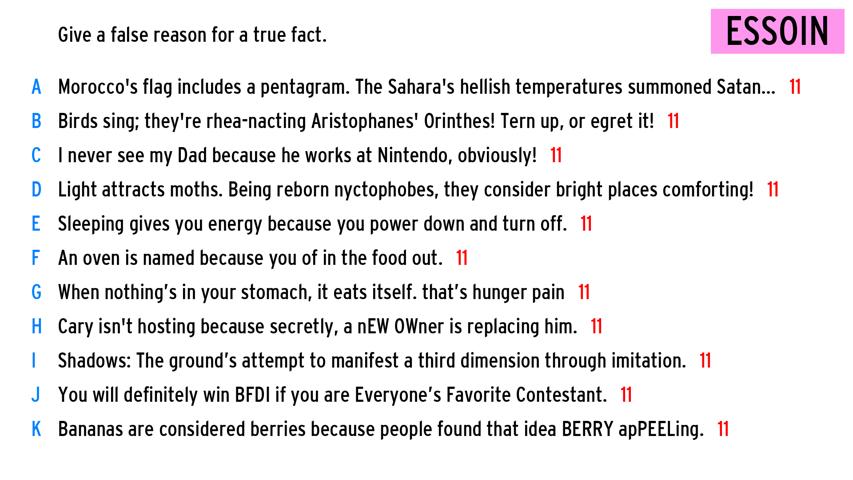 Give a false reason for a true fact.
ESSOIN
A Morocco's flag includes a pentagram. The Sahara's hellish temperatures summoned Satan... 11
B Birds sing; they're rhea-nacting Aristophanes' Orinthes! Tern up, or egret it! 11
C I never see my Dad because he works at Nintendo, obviously! 11
D Light attracts moths. Being reborn nyctophobes, they consider bright places comforting! 11
E Sleeping gives you energy because you power down and turn off. 11
F An oven is named because you of in the food out. 11
G When nothing's in your stomach, it eats itself. that's hunger pain 11
H Cary isn't hosting because secretly, a nEW OWner is replacing him. 11
I Shadows: The ground's attempt to manifest a third dimension through imitation. 11
J You will definitely win BFDI if you are Everyone's Favorite Contestant. 11
K Bananas are considered berries because people found that idea BERRY apPEELing. 11